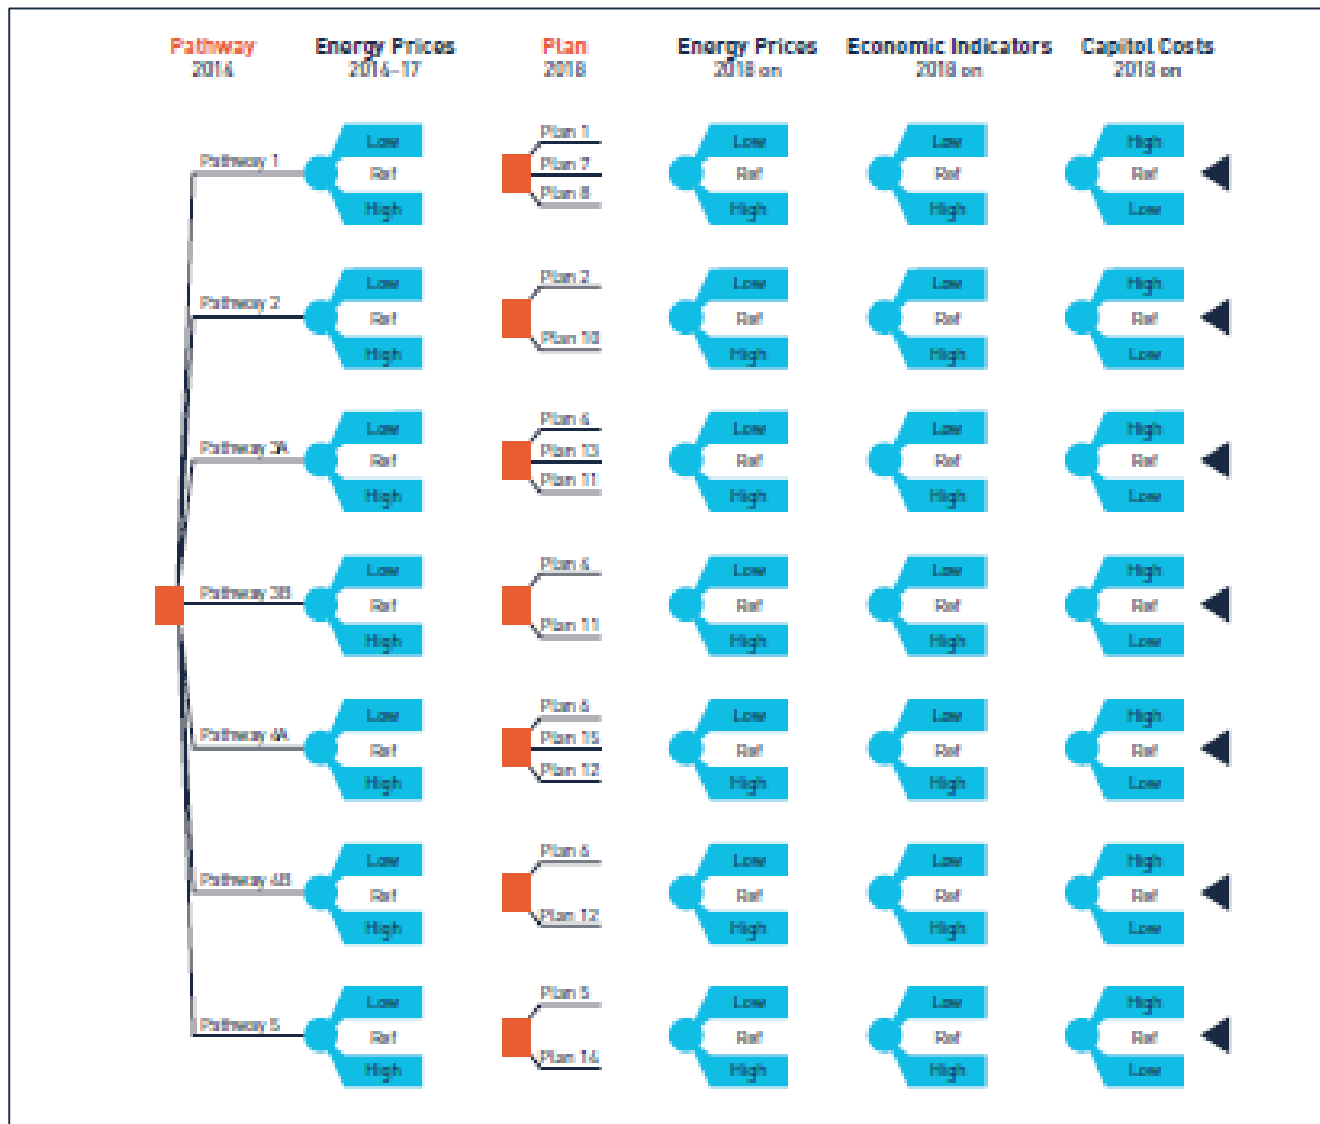 Pathway
2014
Energy Prices
2014–17
Plan
2018
Energy Prices
2018 on
Economic Indicators
2018 on
Capitol Costs
2018 on
Pathway 1
Low
Ref
High
Plan 1
Plan 7
Plan 8
Low
Ref
High
Low
Ref
High
High
Ref
Low
Pathway 2
Low
Ref
High
Plan 2
Plan 10
Low
Ref
High
Low
Ref
High
High
Ref
Low
Pathway 3A
Low
Ref
High
Plan 4
Plan 13
Plan 11
Low
Ref
High
Low
Ref
High
High
Ref
Low
Pathway 3B
Low
Ref
High
Plan 4
Plan 11
Low
Ref
High
Low
Ref
High
High
Ref
Low
Pathway 4A
Low
Ref
High
Plan 6
Plan 15
Plan 12
Low
Ref
High
Low
Ref
High
High
Ref
Low
Pathway 4B
Low
Ref
High
Plan 6
Plan 12
Low
Ref
High
Low
Ref
High
High
Ref
Low
Pathway 5
Low
Ref
High
Plan 5
Plan 14
Low
Ref
High
Low
Ref
High
High
Ref
Low